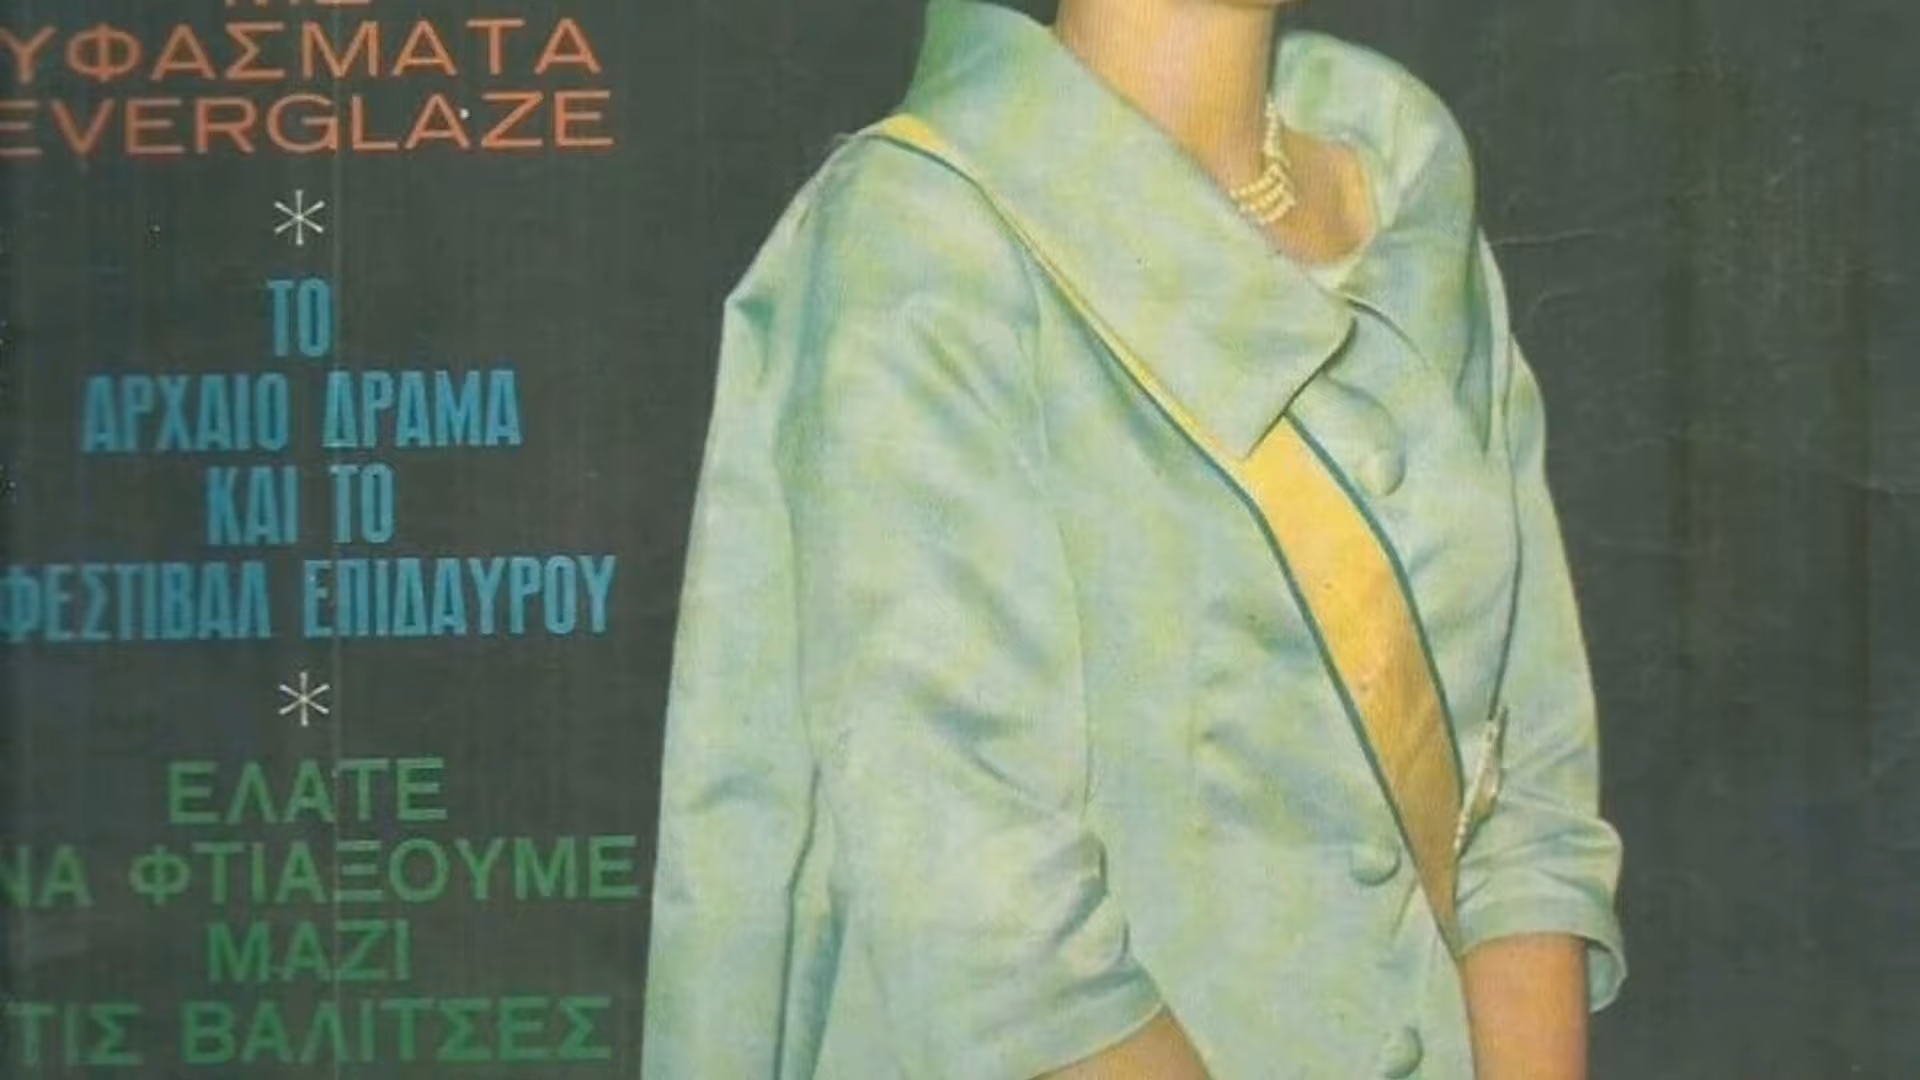 ΥΦΑΣΜΑΤΑ
EVERGLAZE
ΤΟ
ΑΡΧΑΙΟ ΔΡΑΜΑ
ΚΑΙ ΤΟ
ΦΕΣΤΙΒΑΛ ΕΠΙΔΑΥΡΟΥ
ΕΛΑΤΕ
ΝΑ ΦΤΙΑΞΟΥΜΕ
ΜΑΖΙ
ΤΙΣ ΒΑΛΙΤΣΕΣ